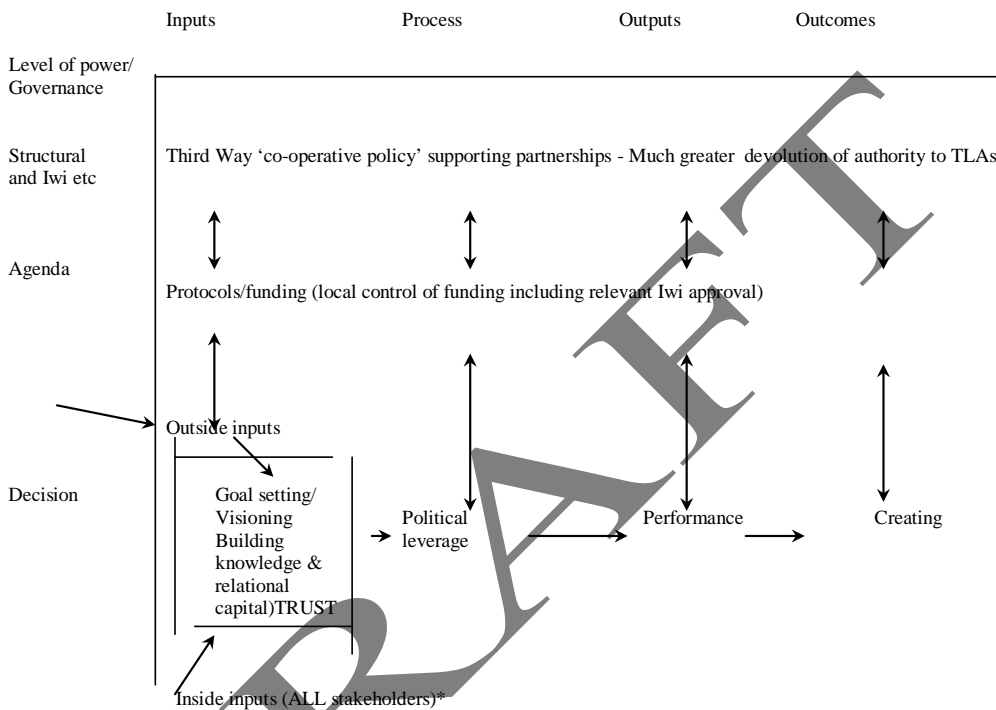 Inputs Process Outputs Outcomes
Level of power/
Governance
Structural Third Way ‘co-operative policy’ supporting partnerships - Much greater devolution of authority to TLAs
and Iwi etc
Agenda
Protocols/funding (local control of funding including relevant Iwi approval)
Outside inputs
Decision
Goal setting/
Visioning
Building
knowledge &
relational
capital)TRUST
Political
leverage
Performance
Creating
Inside inputs (ALL stakeholders)*
DRAFT